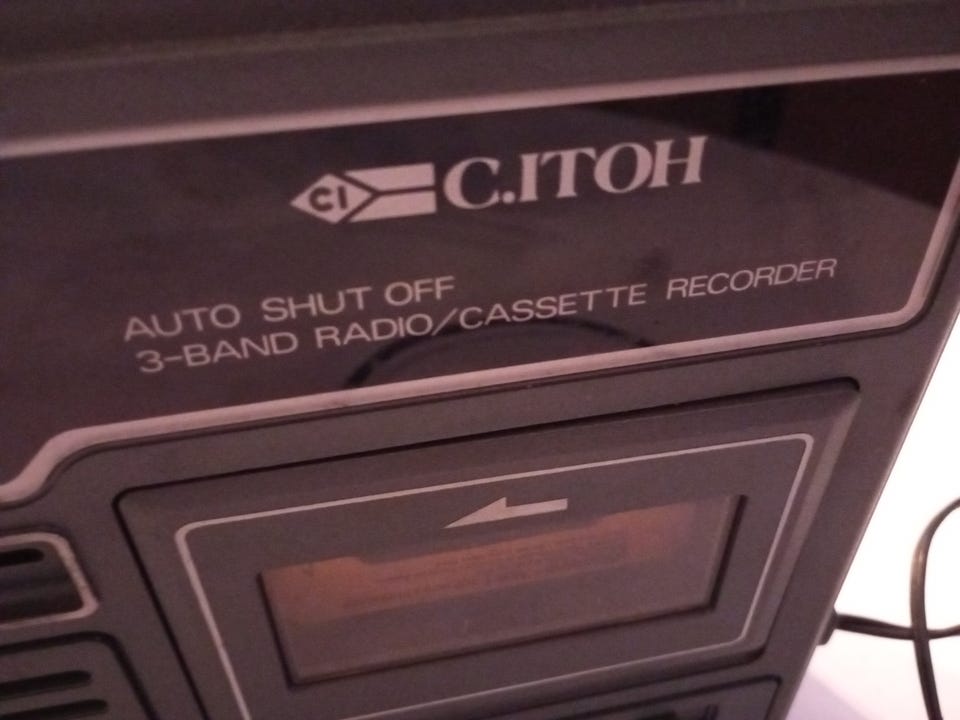 CI C.ITOH
AUTO SHUT OFF
3-BAND RADIO/CASSETTE RECORDER